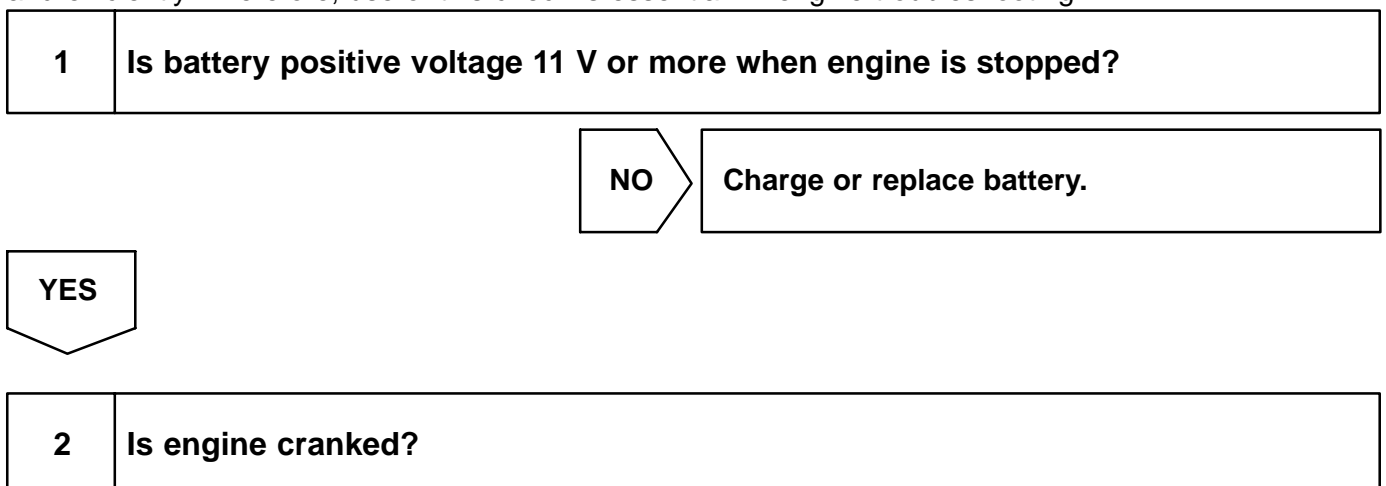 1 Is battery positive voltage 11 V or more when engine is stopped?
NO Charge or replace battery.
YES
2 Is engine cranked?